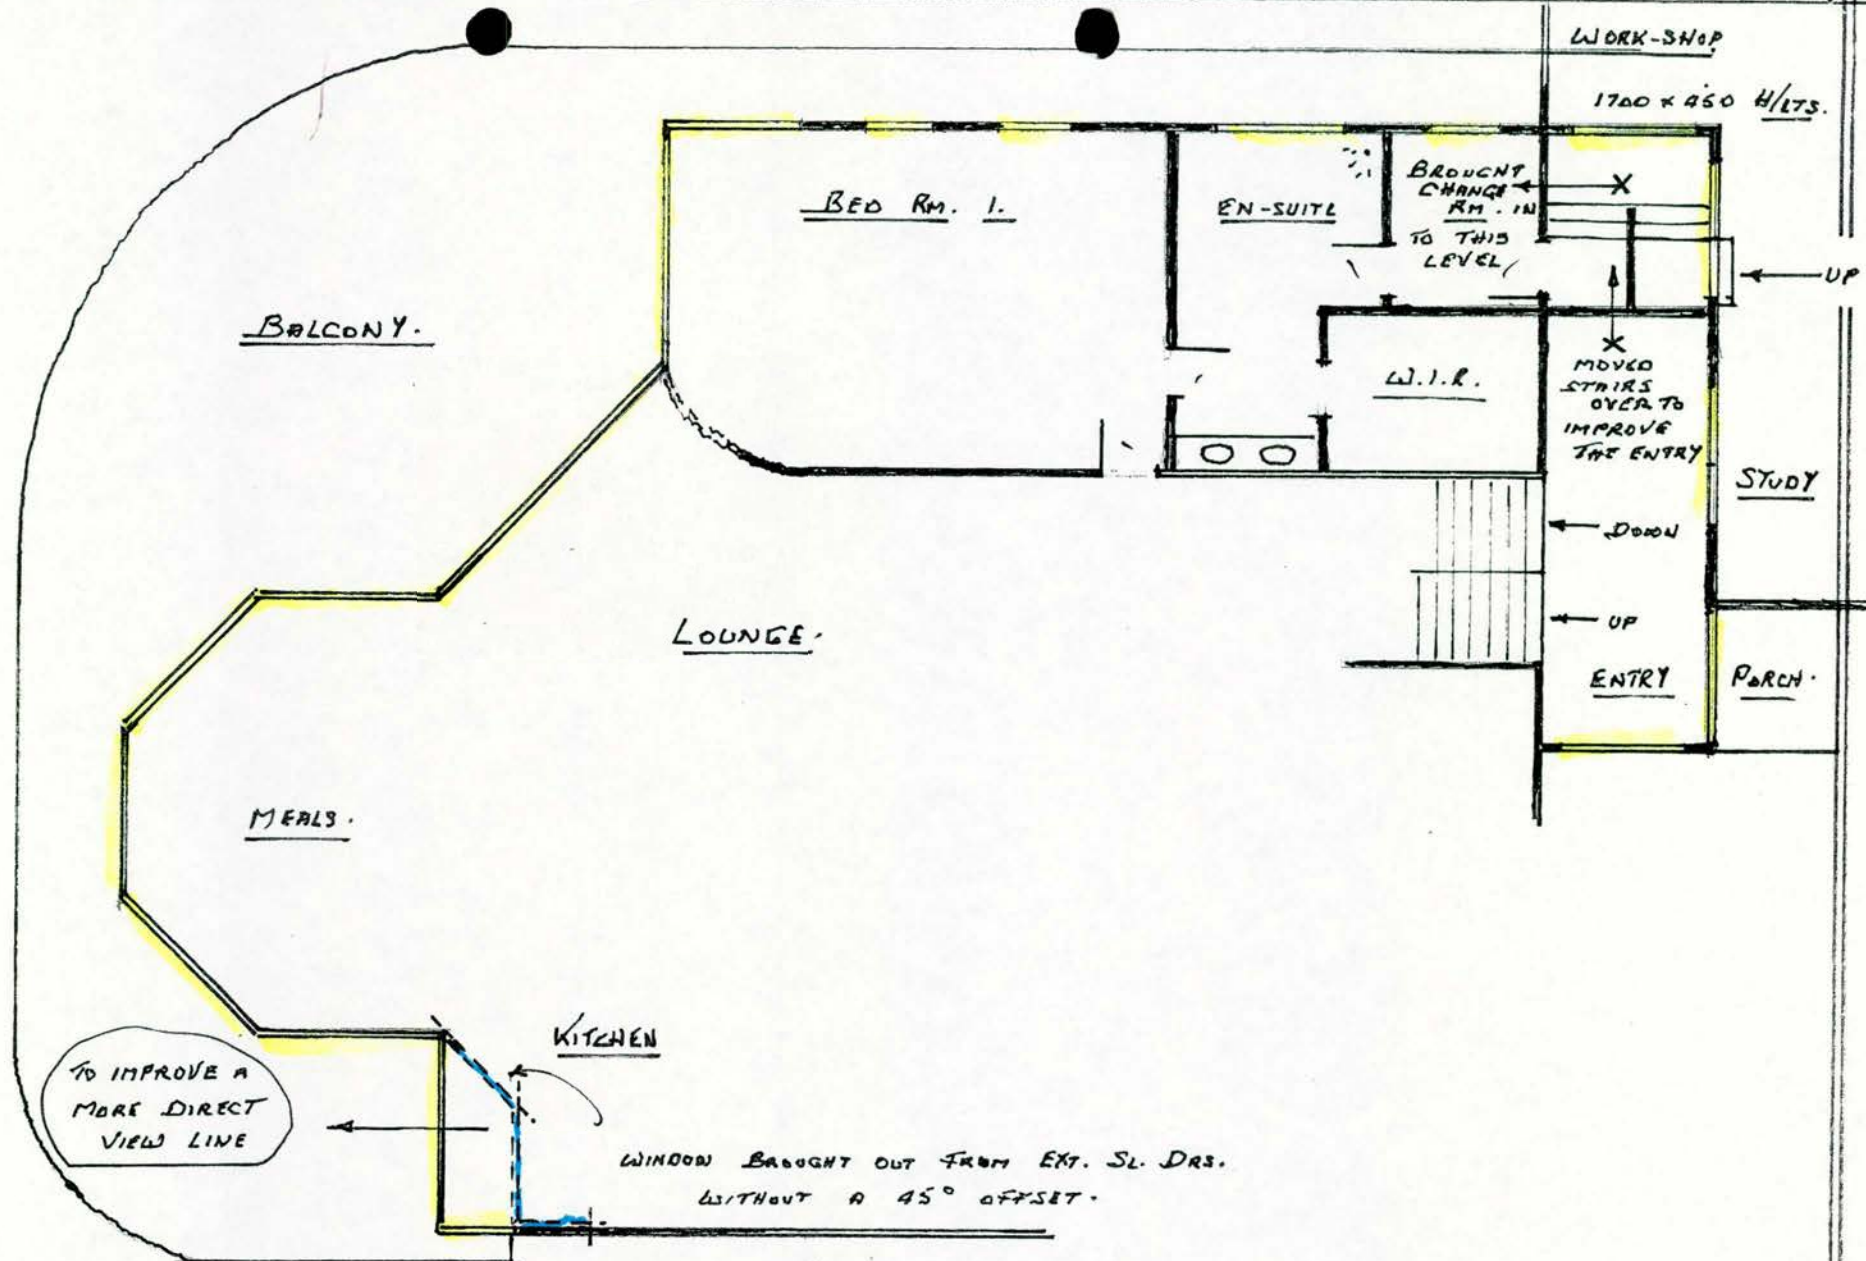 WORK-SHOP
1700 x 450 H/LTS.
BED RM. 1.
EN-SUITE
BROUGHT
CHANGE
RM. IN
TO THIS
LEVEL
UP
BALCONY.
W.I.R.
MOVED
STAIRS
OVER TO
IMPROVE
THE ENTRY
STUDY
DOWN
LOUNGE.
UP
ENTRY
PORCH.
MEALS.
KITCHEN
TO IMPROVE A
MORE DIRECT
VIEW LINE
WINDOW BROUGHT OUT FROM EXT. SL. DRS.
WITHOUT A 45° OFFSET.